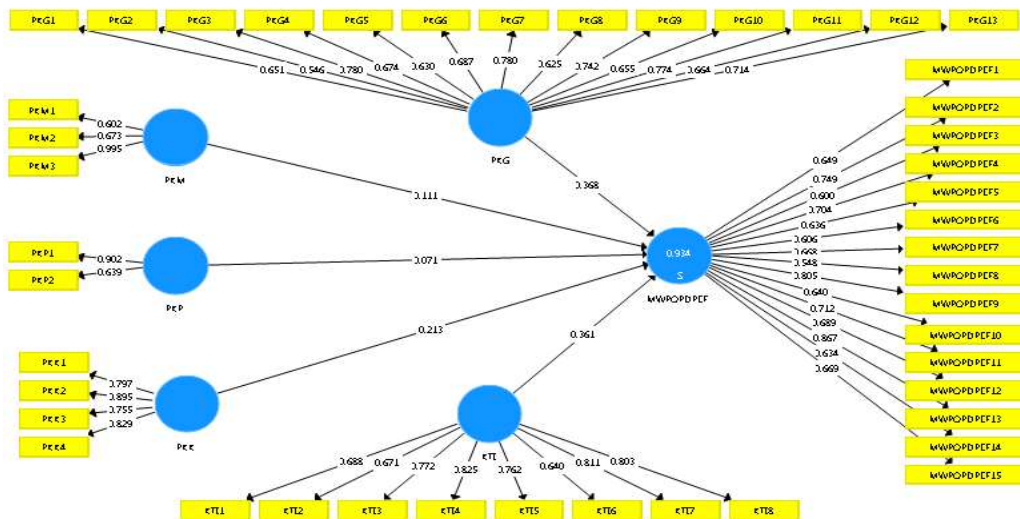 PKG1 PKG2 PKG3 PKG4 PKG5 PKG6 PKG7 PKG8 PKG9 PKG10 PKG11 PKG12 PKG13
0.651 0.546 0.780 0.674 0.630 0.687 0.780 0.625 0.742 0.655 0.774 0.664 0.714
PKG
PKM1
PKM2
PKM3
0.602
0.673
0.995
PKM
PKP1
PKP2
0.902
0.639
PKP
PKK1
PKK2
PKK3
PKK4
0.797
0.895
0.755
0.829
PKK
0.368
0.111
0.071
0.213
0.361
0.934
MWPOPDPEF
KTI
0.688 0.671 0.772 0.825 0.762 0.640 0.811 0.803
KTI1 KTI2 KTI3 KTI4 KTI5 KTI6 KTI7 KTI8
0.649
0.749
0.600
0.704
0.636
0.606
0.668
0.548
0.805
0.640
0.712
0.689
0.867
0.634
0.669
MWPOPDPEF1
MWPOPDPEF2
MWPOPDPEF3
MWPOPDPEF4
MWPOPDPEF5
MWPOPDPEF6
MWPOPDPEF7
MWPOPDPEF8
MWPOPDPEF9
MWPOPDPEF10
MWPOPDPEF11
MWPOPDPEF12
MWPOPDPEF13
MWPOPDPEF14
MWPOPDPEF15